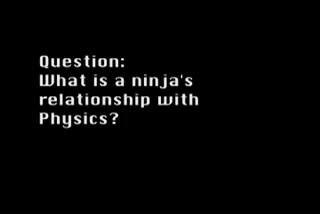 Question:
What is a ninja's
relationship with
Physics?